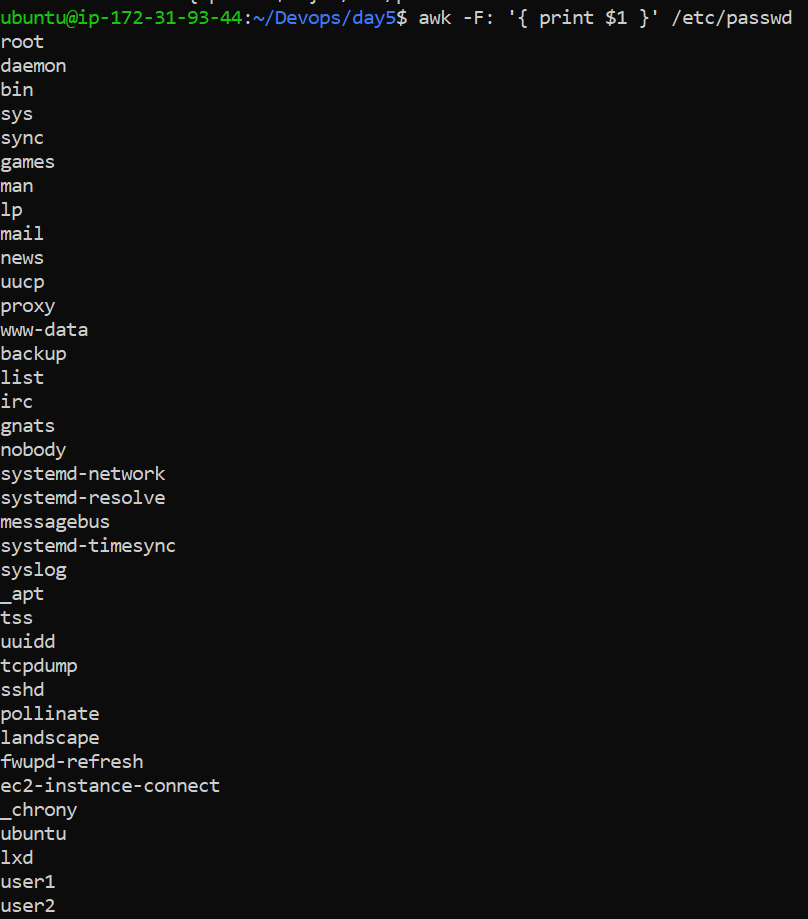 ubuntu@ip-172-31-93-44:~/Devops/day5$ awk -F: '{ print $1 }' /etc/passwd
root
daemon
bin
sys
sync
games
man
lp
mail
news
uucp
proxy
www-data
backup
list
irc
gnats
nobody
systemd-network
systemd-resolve
messagebus
systemd-timesync
syslog
_apt
tss
uuidd
tcpdump
sshd
pollinate
landscape
fwupd-refresh
ec2-instance-connect
_chrony
ubuntu
lxd
user1
user2